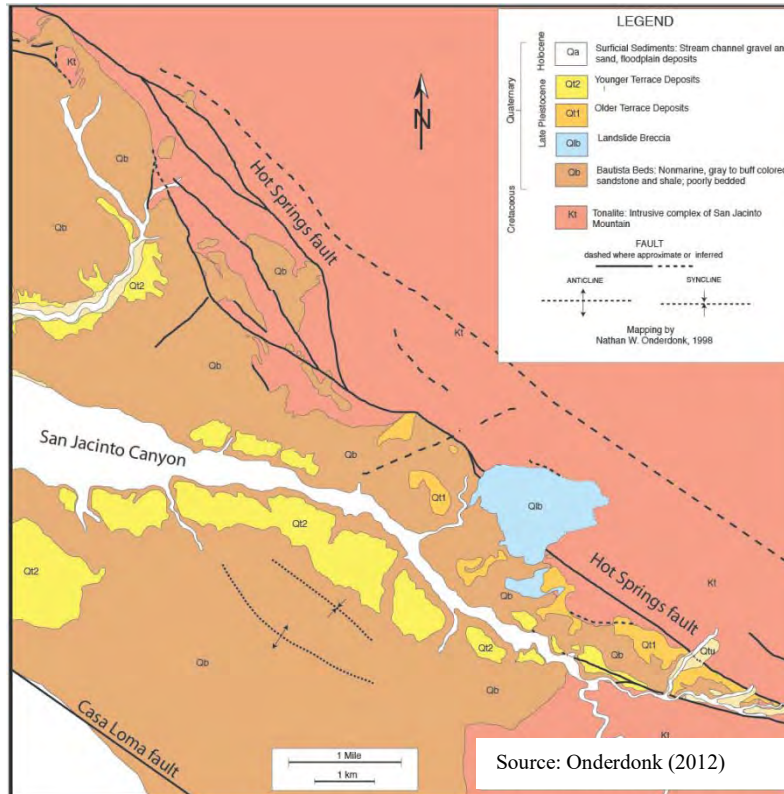 LEGEND
Quaternary
Cretaceous
Holocene
Late Pleistocene
Qa
Surficial Sediments: Stream channel gravel an
sand, floodplain deposits
Qt2
Younger Terrace Deposits
Qt1
Older Terrace Deposits
Qlb
Landslide Breccia
Qb
Bautista Beds: Nonmarine, gray to buff colored
sandstone and shale; poorly bedded
Kt
Tonalite: Intrusive complex of San Jacinto
Mountain
FAULT
dashed where approximate or inferred
ANTICLINE
SYNCLINE
Mapping by
Nathan W. Onderdonk, 1998
Kt
N
Qb
Hot Springs fault
Qb
Qb
Qt2
Kt
Qb
San Jacinto Canyon
Qb
Qt1
Qlb
Qt2
Qt2
Hot Springs fault
Kt
Qb
Qb
Qt1
Qtu
Qt2
Qb
Qb
Casa Loma fault
Kt
1 Mile
1 km
Source: Onderdonk (2012)